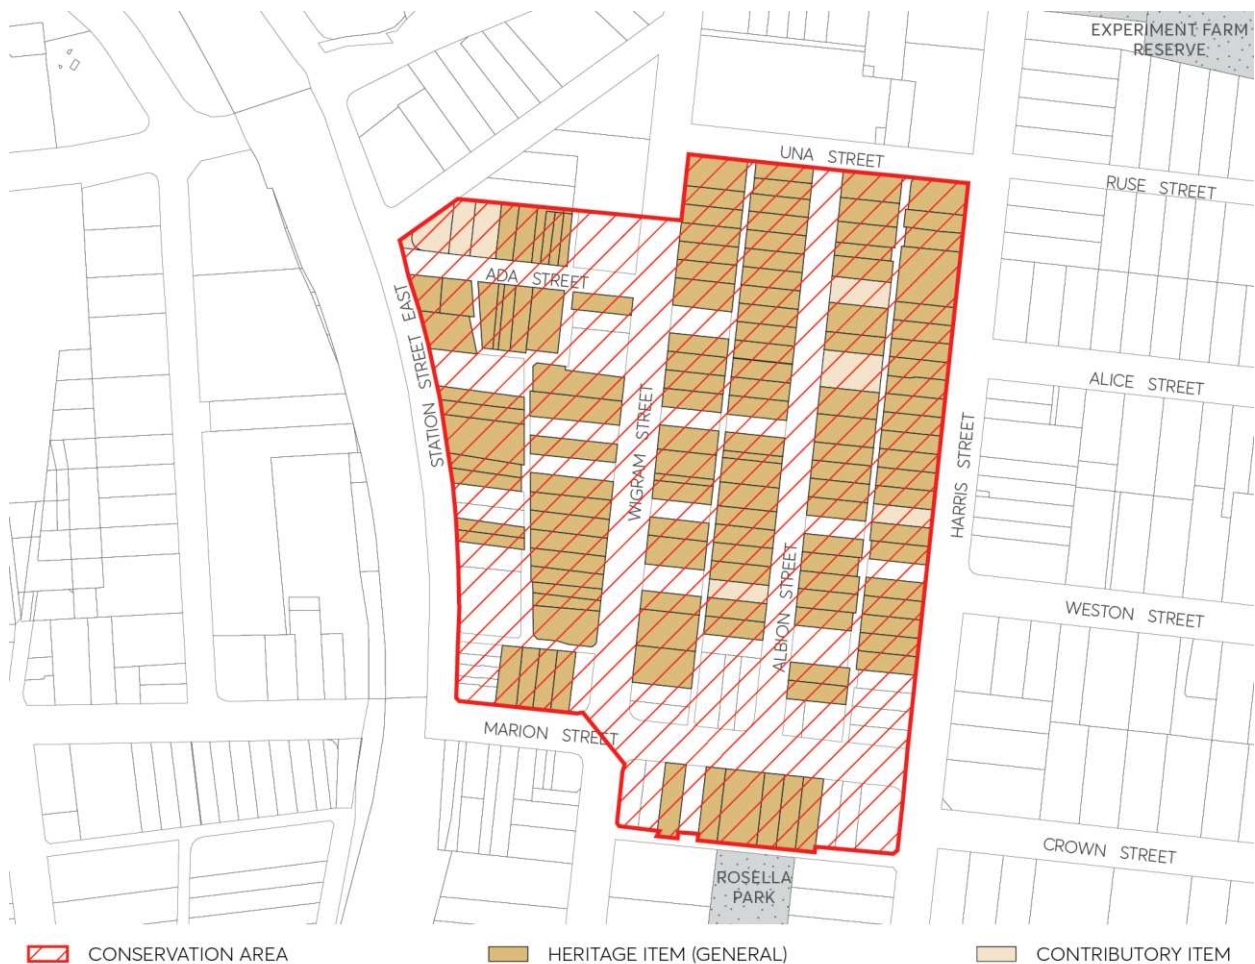 EXPERIMENT FARM
RESERVE
UNA STREET
RUSE STREET
ADA STREET
STATION STREET EAST
ALICE STREET
WIGRAM STREET
HARRIS STREET
ALBION STREET
WESTON STREET
MARION STREET
CROWN STREET
ROSELLA
PARK
CONSERVATION AREA
HERITAGE ITEM (GENERAL)
CONTRIBUTORY ITEM